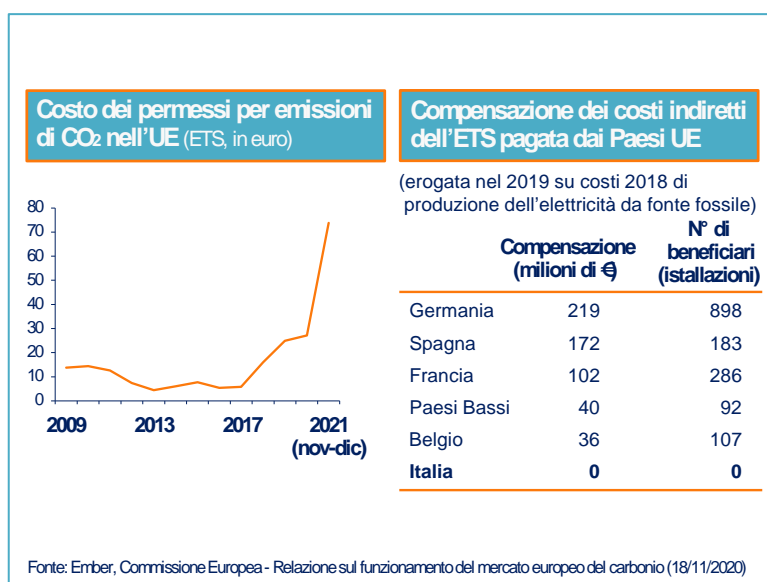 Costo dei permessi per emissioni
di CO2 nell'UE (ETS, in euro)
80
70
60
50
40
30
20
10
0
2009
2013
2017
2021
(nov-dic)
Compensazione dei costi indiretti
dell'ETS pagata dai Paesi UE
(erogata nel 2019 su costi 2018 di
produzione dell'elettricità da fonte fossile)
Compensazione
(milioni di €)
N° di
beneficiari
(istallazioni)
Germania 219 898
Spagna 172 183
Francia 102 286
Paesi Bassi 40 92
Belgio 36 107
Italia 0 0
Fonte: Ember, Commissione Europea - Relazione sul funzionamento del mercato europeo del carbonio (18/11/2020)